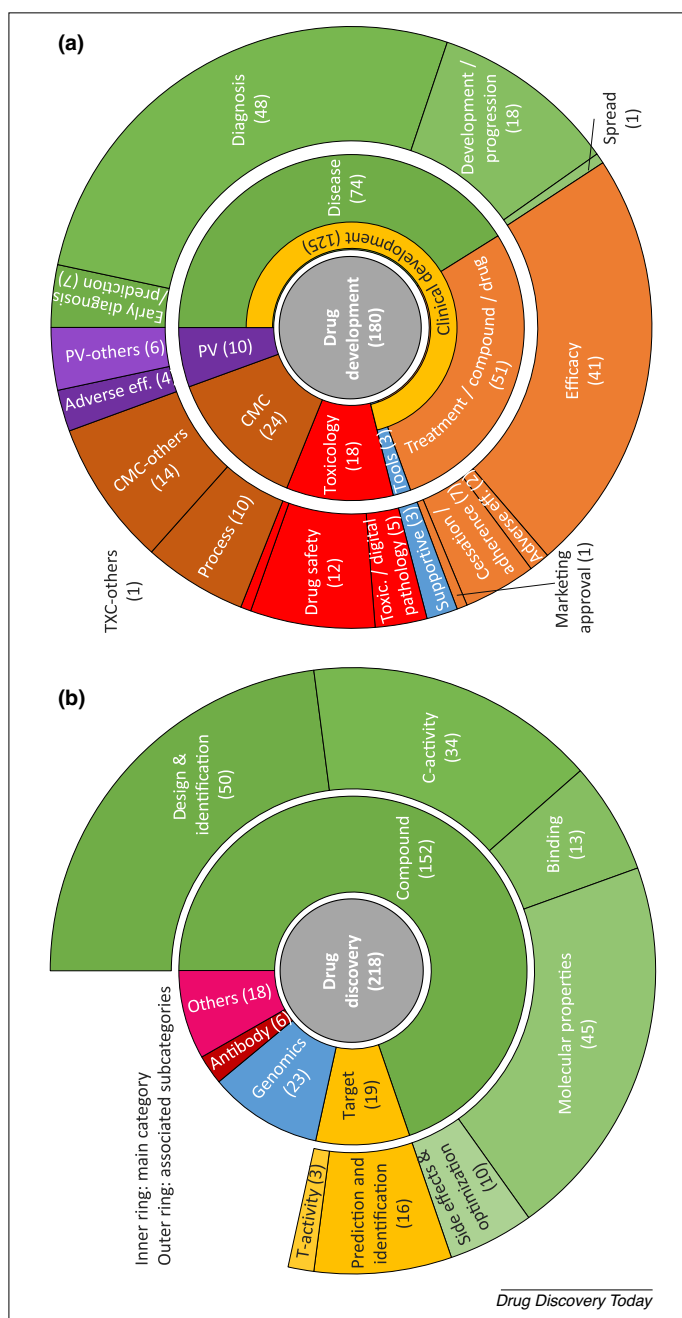 (a)
Diagnosis
(48)
Development /
progression
(18)
Spread
(1)
Early diagnosis
/prediction (7)
Disease
(74)
Clinical development (125)
Drug
development
(180)
PV (10)
PV-others (6)
Adverse eff. (4)
CMC
(24)
CMC-others
(14)
Process (10)
Toxicology
(18)
TXC-others
(1)
Drug safety
(12)
Toxic. / digital
pathology (5)
Tools (3)
Supportive (3)
Treatment / compound / drug
(51)
Efficacy
(41)
Adverse eff. (2)
Cessation /
adherence (7)
Marketing
approval (1)
(b)
Design &
identification
(50)
C-activity
(34)
Binding
(13)
Molecular properties
(45)
Side effects &
optimization
(10)
Compound
(152)
Drug
discovery
(218)
Others (18)
Antibody (6)
Genomics
(23)
Target
(19)
Prediction and
identification
(16)
T-activity (3)
Inner ring: main category
Outer ring: associated subcategories
Drug Discovery Today